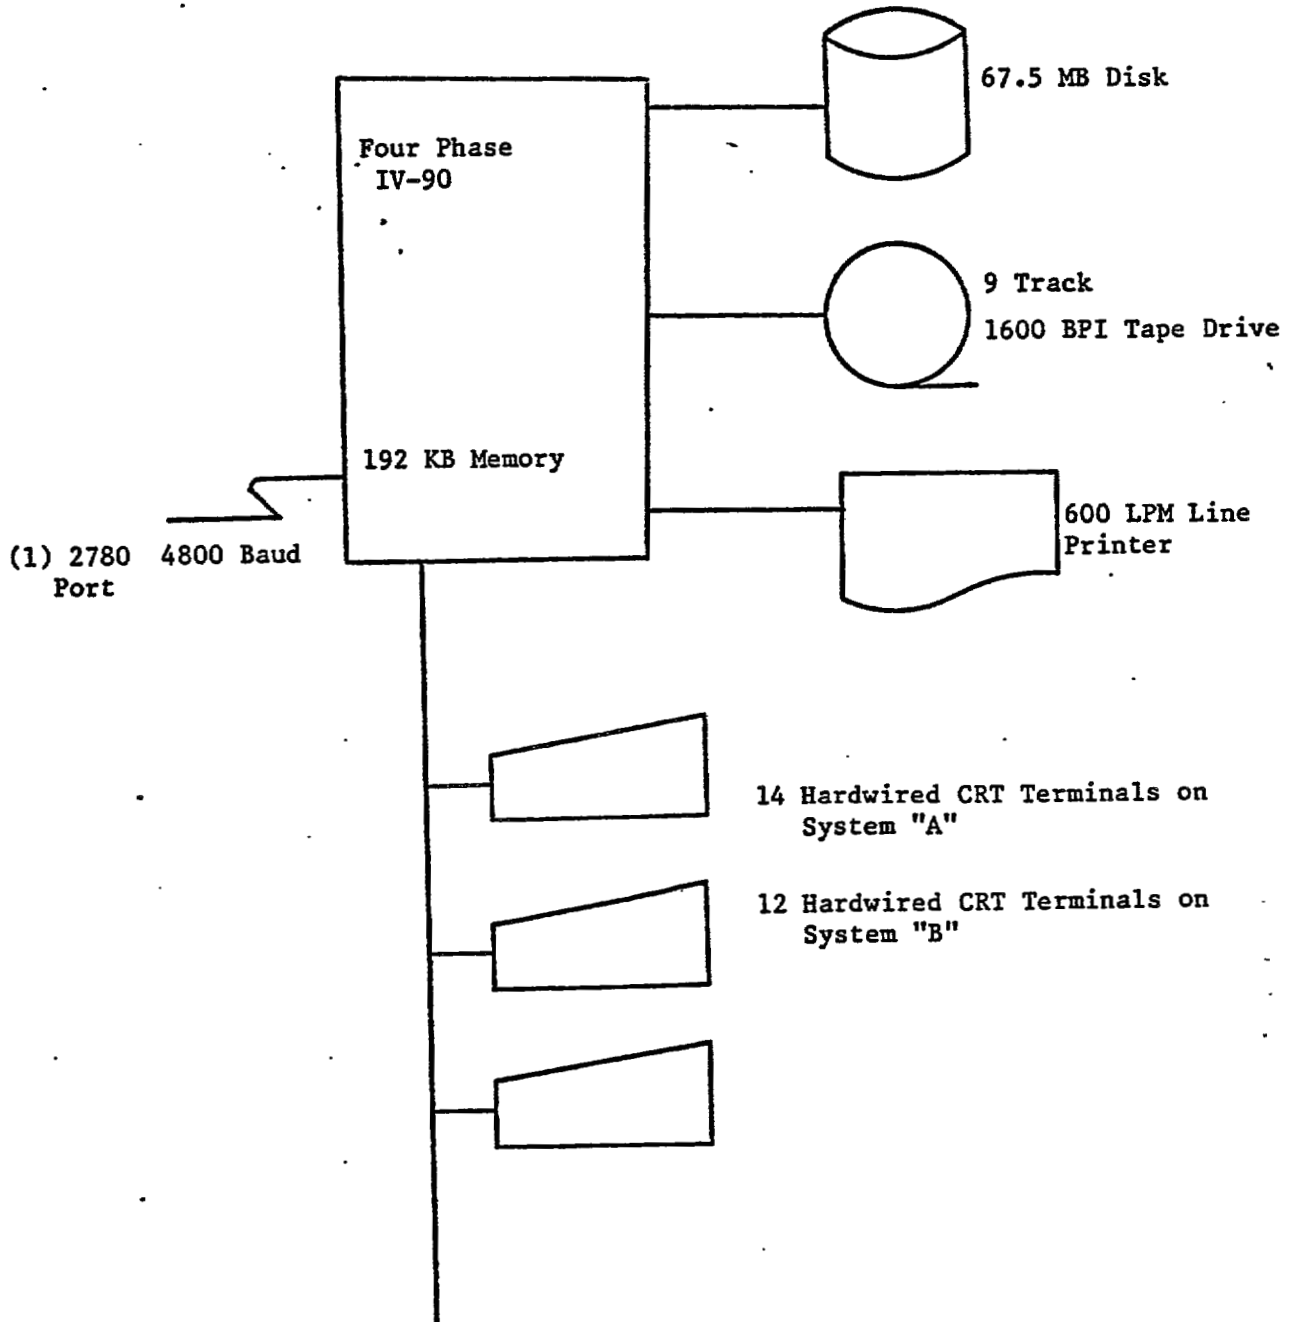 67.5 MB Disk
Four Phase
IV-90
9 Track
1600 BPI Tape Drive
192 KB Memory
600 LPM Line
Printer
(1) 2780 4800 Baud
Port
14 Hardwired CRT Terminals on
System "A"
12 Hardwired CRT Terminals on
System "B"